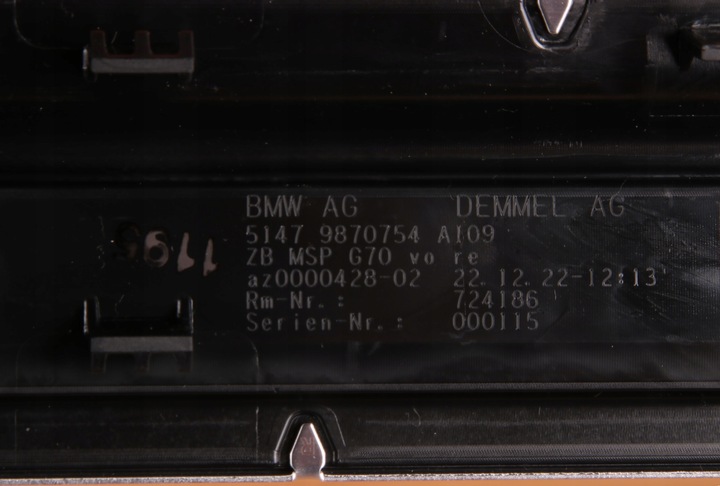 BMW AG DEMMEL AG
5147 9870754 AI09
ZB MSP G70 vo re
az0000428-02 22.12.22-12:13
Rm-Nr.: 724186
Serien-Nr.: 000115